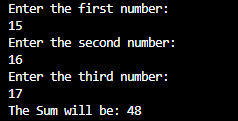 Enter the first number:
15
Enter the second number:
16
Enter the third number:
17
The Sum will be: 48